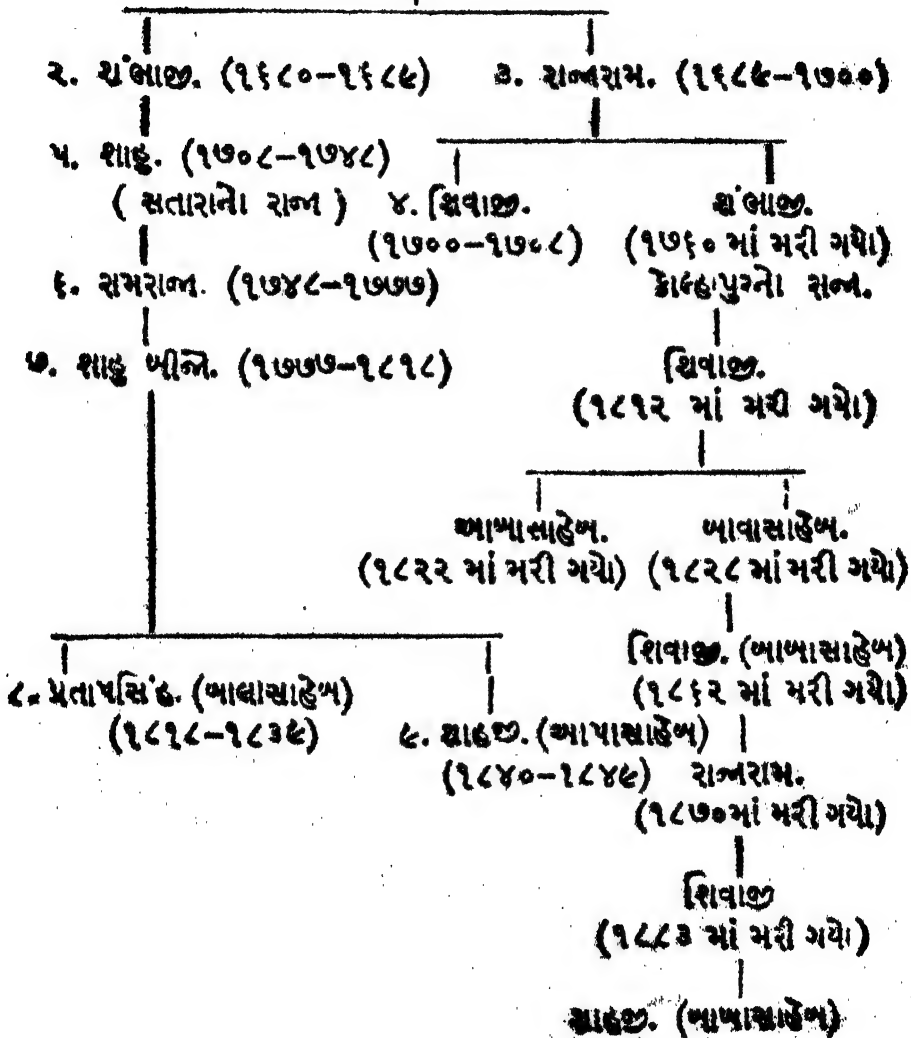 ૨. શંભાજી. (૧૬૮૦–૧૬૮૯) ૩. રાજારામ. (૧૬૮૯–૧૭૦૦)
૫. શાહુ. (૧૭૦૮–૧૭૪૮)
( સતારાનો રાજા ) ૪. શિવાજી. શંભાજી.
(૧૭૦૦–૧૭૦૮) (૧૭૬૦ માં મરી ગયો)
૬. રામરાજા. (૧૭૪૮–૧૭૭૭) કોલ્હાપુરનો રાજા.
૭. શાહુ બીજો. (૧૭૭૭–૧૮૧૮) શિવાજી.
(૧૮૧૨ માં મરી ગયો)
આબાસાહેબ. બાવાસાહેબ.
(૧૮૨૨ માં મરી ગયો) (૧૮૨૮ માં મરી ગયો)
શિવાજી. (બાબાસાહેબ)
૮. પ્રતાપસિંહ. (બાલાસાહેબ) (૧૮૬૨ માં મરી ગયો)
(૧૮૧૮–૧૮૩૯) ૯. શાહજી. (આપાસાહેબ)
(૧૮૪૦–૧૮૪૯) રાજારામ.
(૧૮૭૦માં મરી ગયો)
શિવાજી
(૧૮૮૩ માં મરી ગયો)
શાહજી. (બાબાસાહેબ)